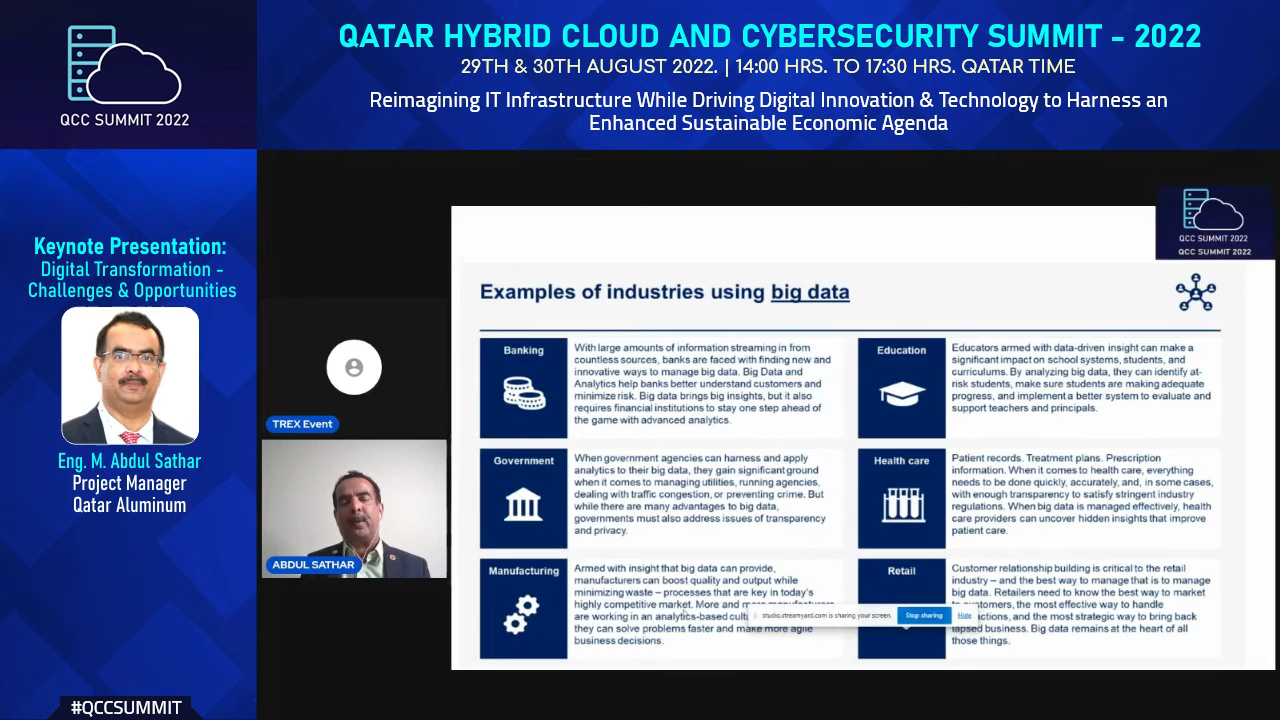 QCC SUMMIT 2022
QATAR HYBRID CLOUD AND CYBERSECURITY SUMMIT - 2022
29TH & 30TH AUGUST 2022. | 14:00 HRS. TO 17:30 HRS. QATAR TIME
Reimagining IT Infrastructure While Driving Digital Innovation & Technology to Harness an
Enhanced Sustainable Economic Agenda
Keynote Presentation:
Digital Transformation -
Challenges & Opportunities
Eng. M. Abdul Sathar
Project Manager
Qatar Aluminum
#QCCSUMMIT
TREX Event
ABDUL SATHAR
QCC SUMMIT 2022
QCC SUMMIT 2022
Examples of industries using big data
Banking
With large amounts of information streaming in from
countless sources, banks are faced with finding new and
innovative ways to manage big data. Big Data and
Analytics help banks better understand customers and
minimize risk. Big data brings big insights, but it also
requires financial institutions to stay one step ahead of
the game with advanced analytics.
Education
Educators armed with data-driven insight can make a
significant impact on school systems, students, and
curriculums. By analyzing big data, they can identify at-
risk students, make sure students are making adequate
progress, and implement a better system to evaluate and
support teachers and principals.
Government
When government agencies can harness and apply
analytics to their big data, they gain significant ground
when it comes to managing utilities, running agencies,
dealing with traffic congestion, or preventing crime. But
while there are many advantages to big data,
governments must also address issues of transparency
and privacy.
Health care
Patient records. Treatment plans. Prescription
information. When it comes to health care, everything
needs to be done quickly, accurately, and, in some cases,
with enough transparency to satisfy stringent industry
regulations. When big data is managed effectively, health
care providers can uncover hidden insights that improve
patient care.
Manufacturing
Armed with insight that big data can provide,
manufacturers can boost quality and output while
minimizing waste – processes that are key in today's
highly competitive market. More and more manufacturers
are working in an analytics-based
they can solve problems faster and make more agile
business decisions.
Retail
Customer relationship building is critical to the retail
industry – and the best way to manage that is to manage
big data. Retailers need to know the best way to market
to customers, the most effective way to handle
and the most strategic way to bring back
lapsed business. Big data remains at the heart of all
those things.
studio.streamyard.com is sharing your screen.
Stop sharing
Hide